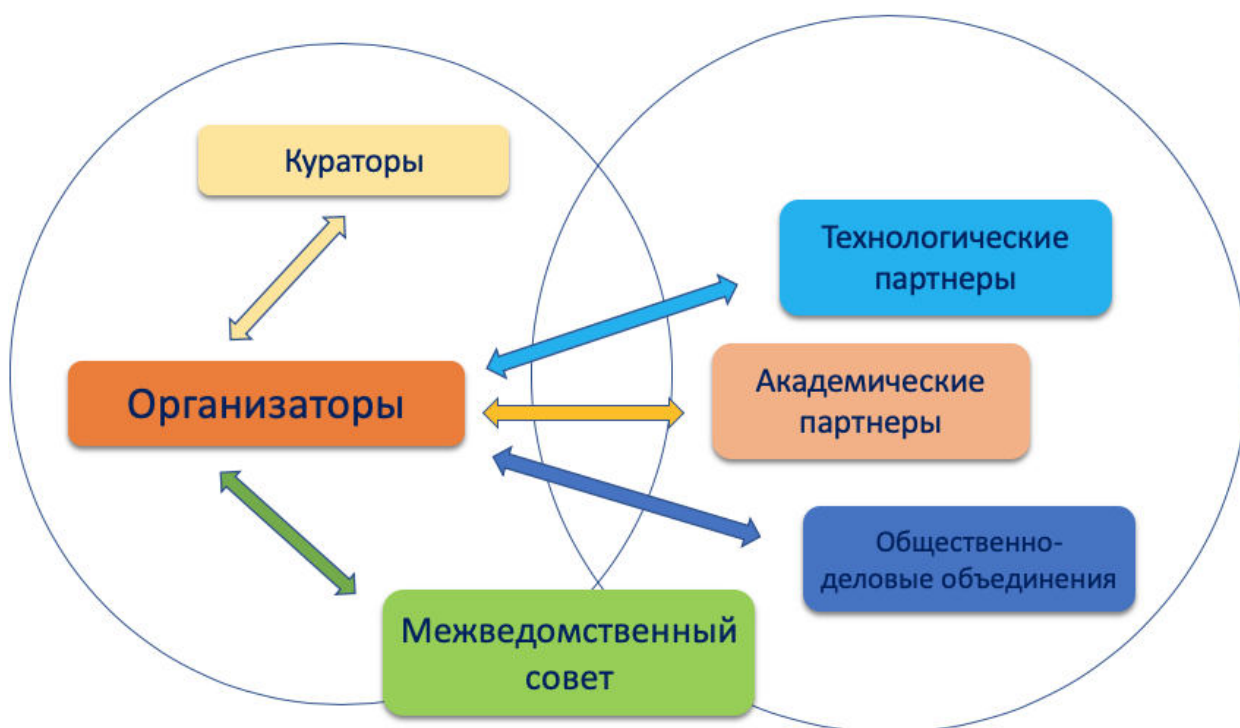 Кураторы
Технологические
партнеры
Организаторы
Академические
партнеры
Общественно-
деловые объединения
Межведомственный
совет